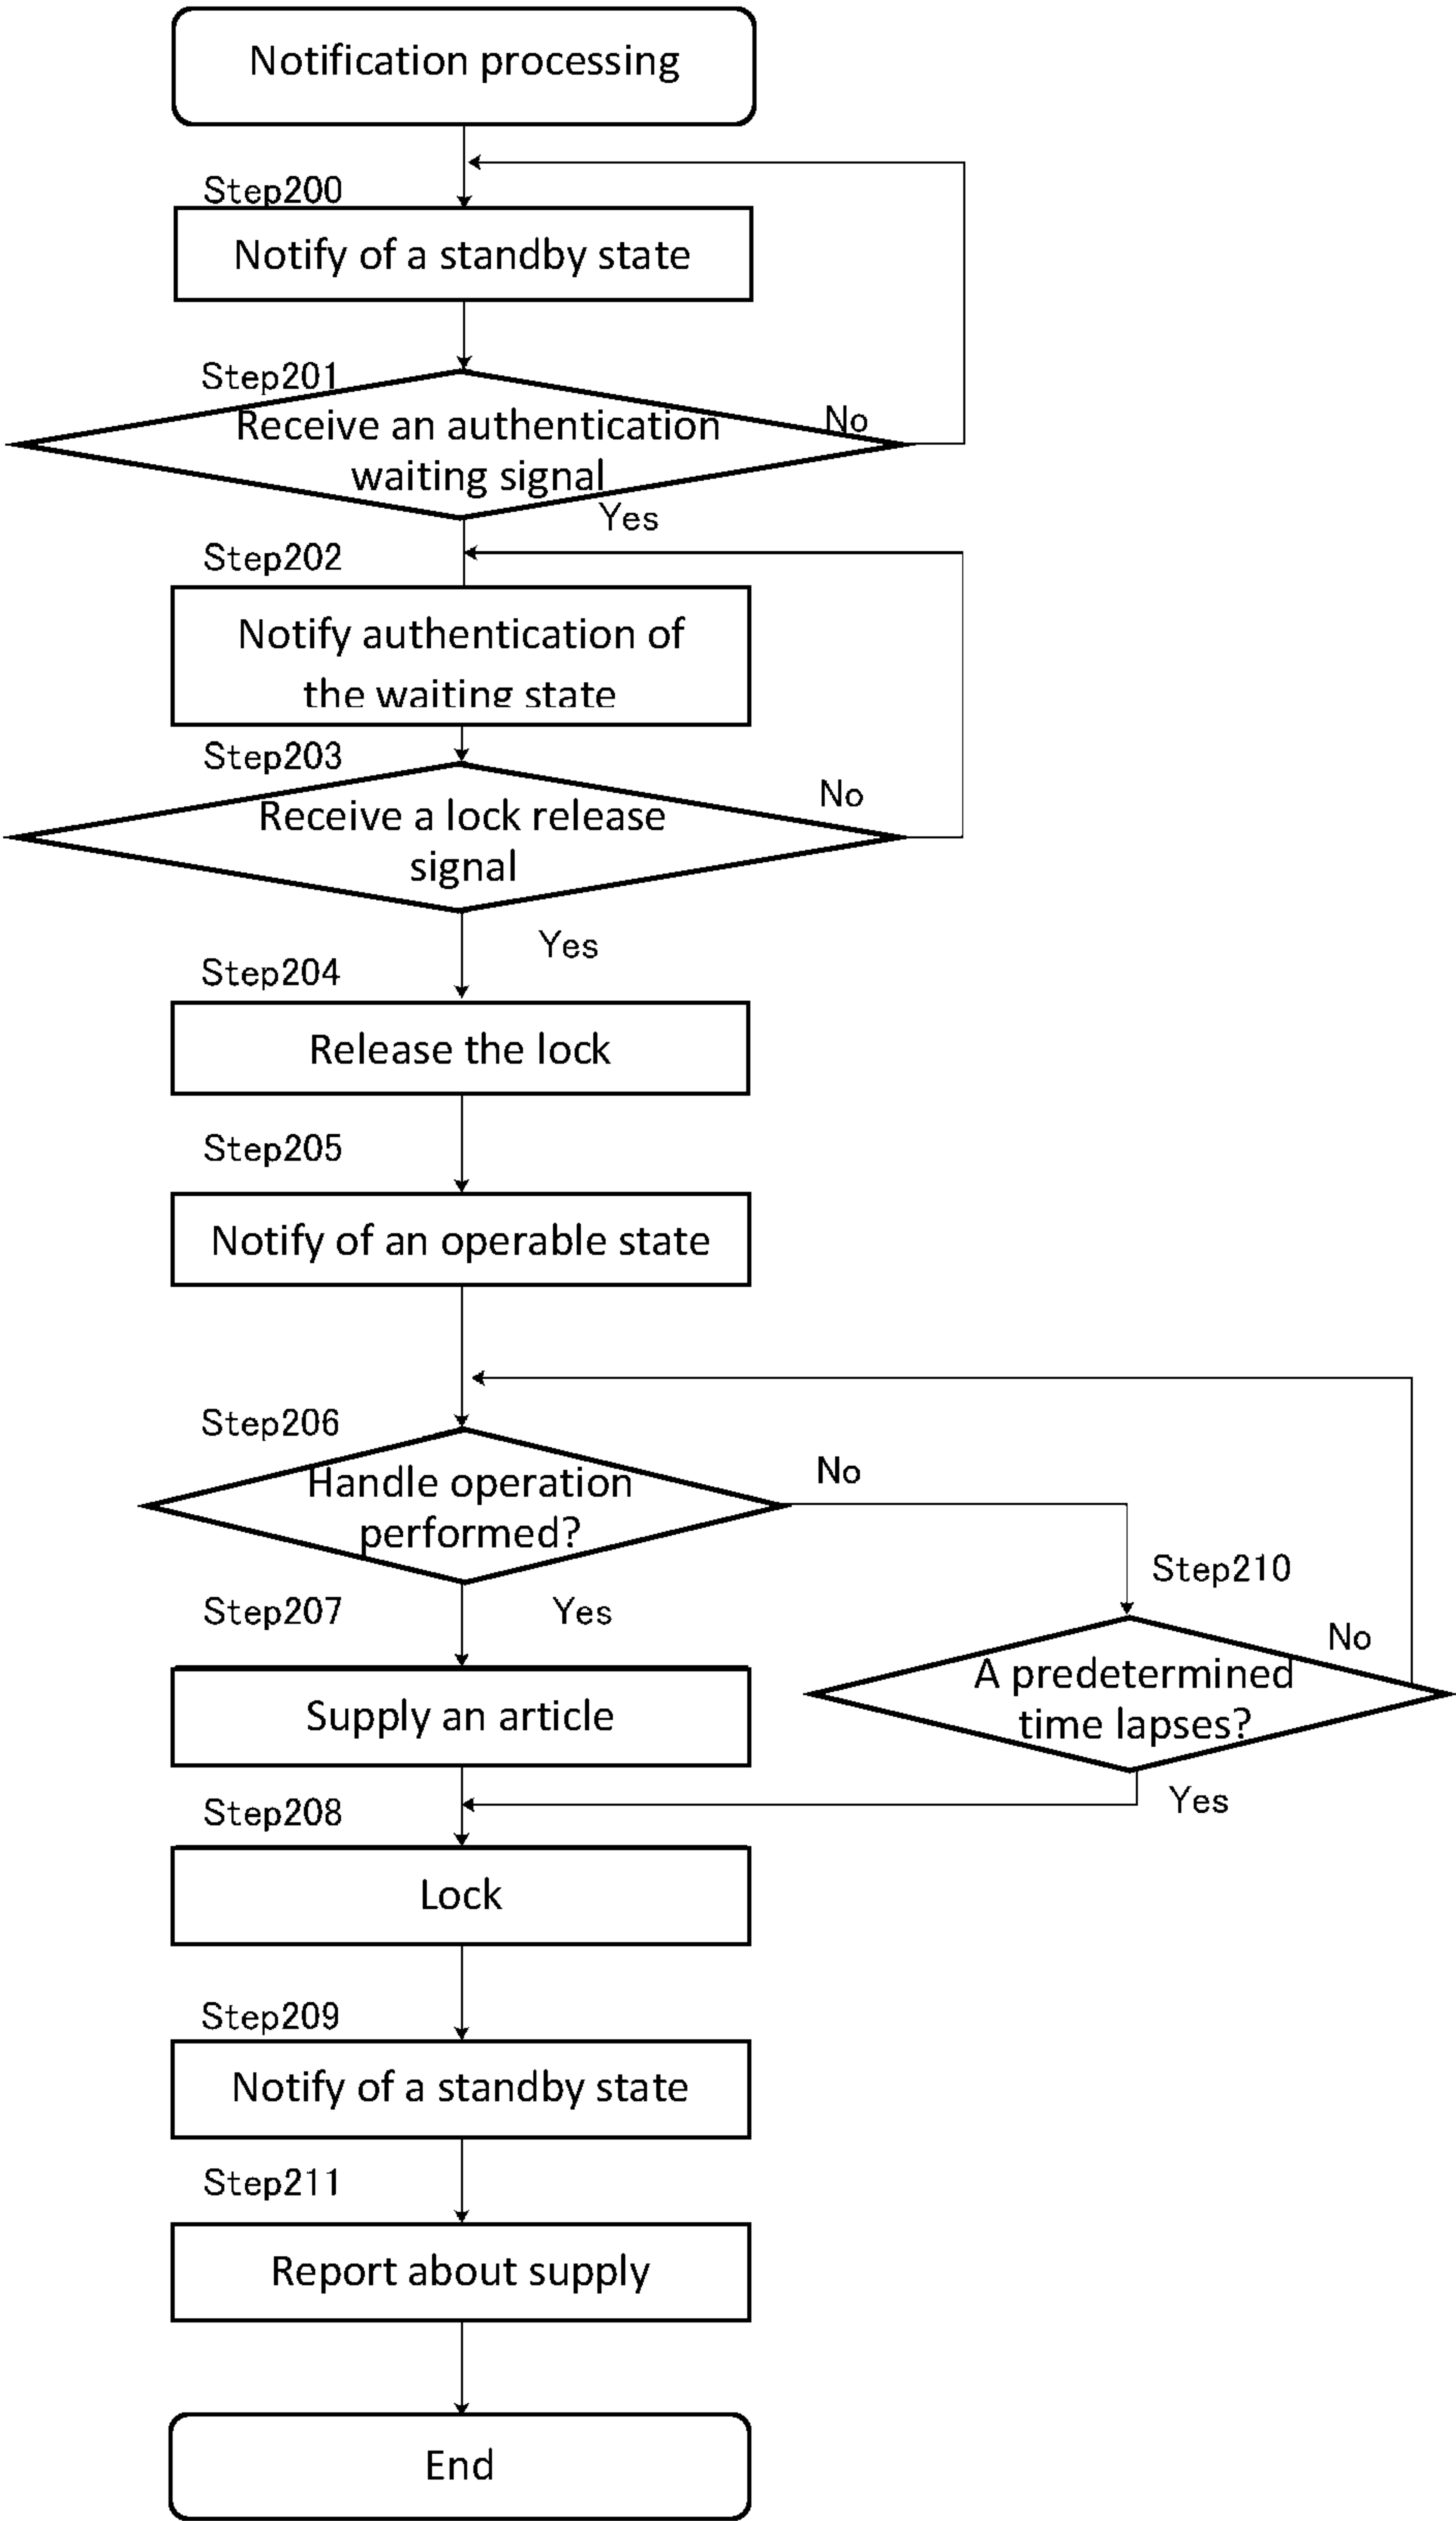 Notification processing
Step200
Notify of a standby state
Step201
Receive an authentication
waiting signal
No
Yes
Step202
Notify authentication of
the waiting state
Step203
Receive a lock release
signal
No
Yes
Step204
Release the lock
Step205
Notify of an operable state
Step206
Handle operation
performed?
No
Step210
A predetermined
time lapses?
No
Yes
Step207
Yes
Supply an article
Step208
Lock
Step209
Notify of a standby state
Step211
Report about supply
End